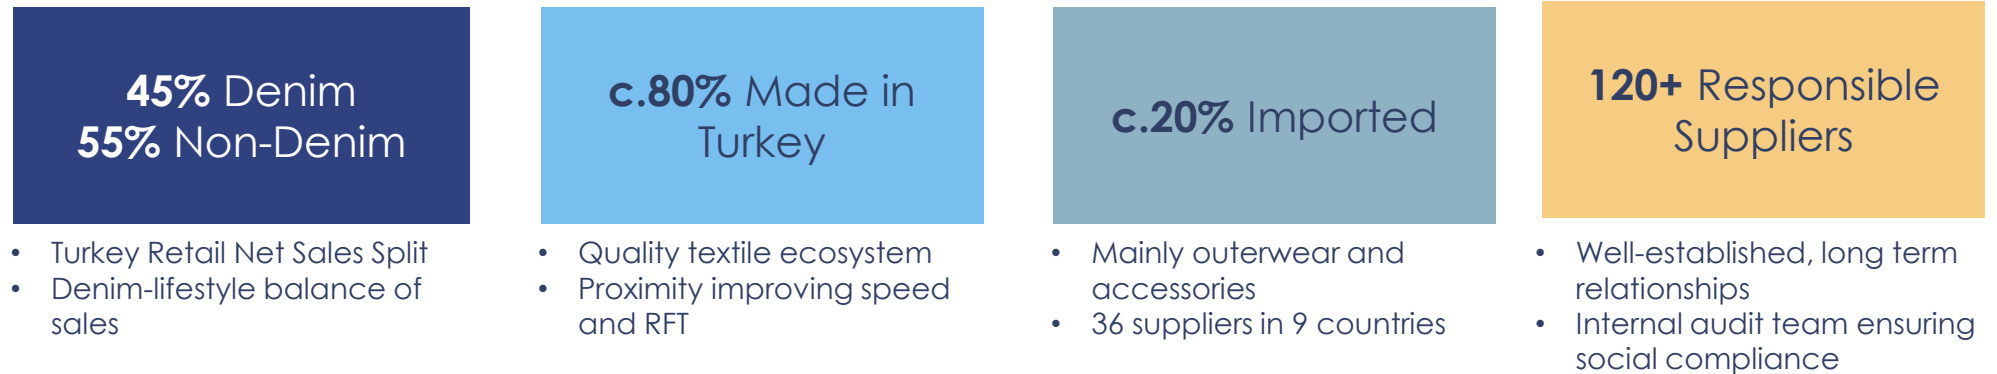 45% Denim
55% Non-Denim
• Turkey Retail Net Sales Split
• Denim-lifestyle balance of
sales
c.80% Made in
Turkey
• Quality textile ecosystem
• Proximity improving speed
and RFT
c.20% Imported
• Mainly outerwear and
accessories
• 36 suppliers in 9 countries
120+ Responsible
Suppliers
• Well-established, long term
relationships
• Internal audit team ensuring
social compliance